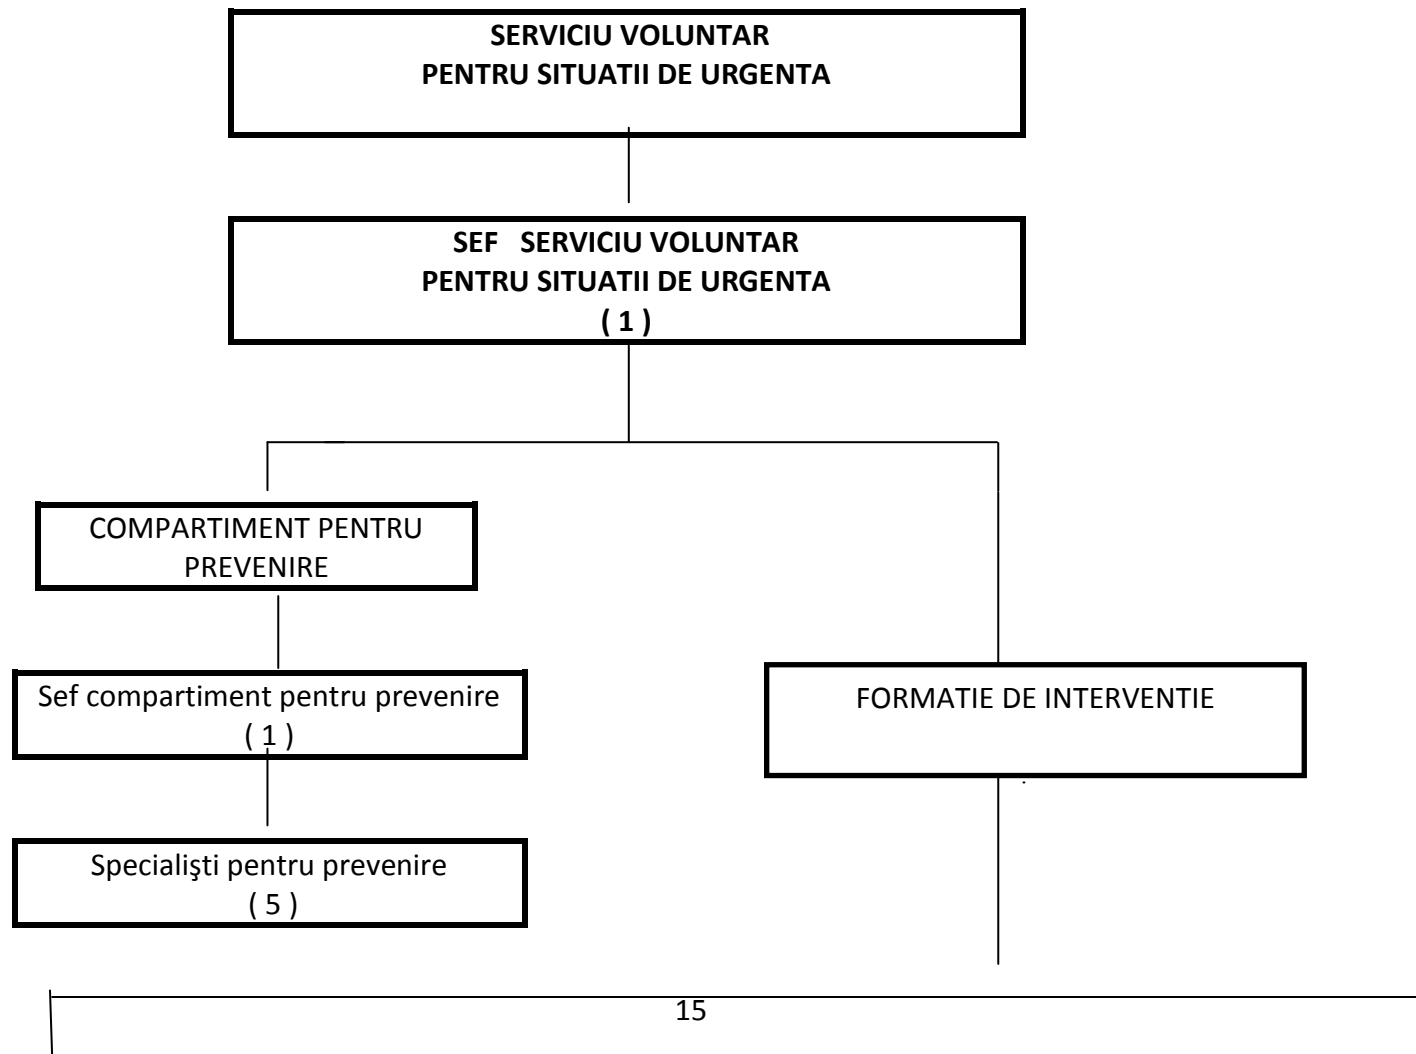 SERVICIU VOLUNTAR
PENTRU SITUATII DE URGENTA
SEF SERVICIU VOLUNTAR
PENTRU SITUATII DE URGENTA
( 1 )
COMPARTIMENT PENTRU
PREVENIRE
Sef compartiment pentru prevenire
( 1 )
FORMATIE DE INTERVENTIE
Specialişti pentru prevenire
( 5 )
15